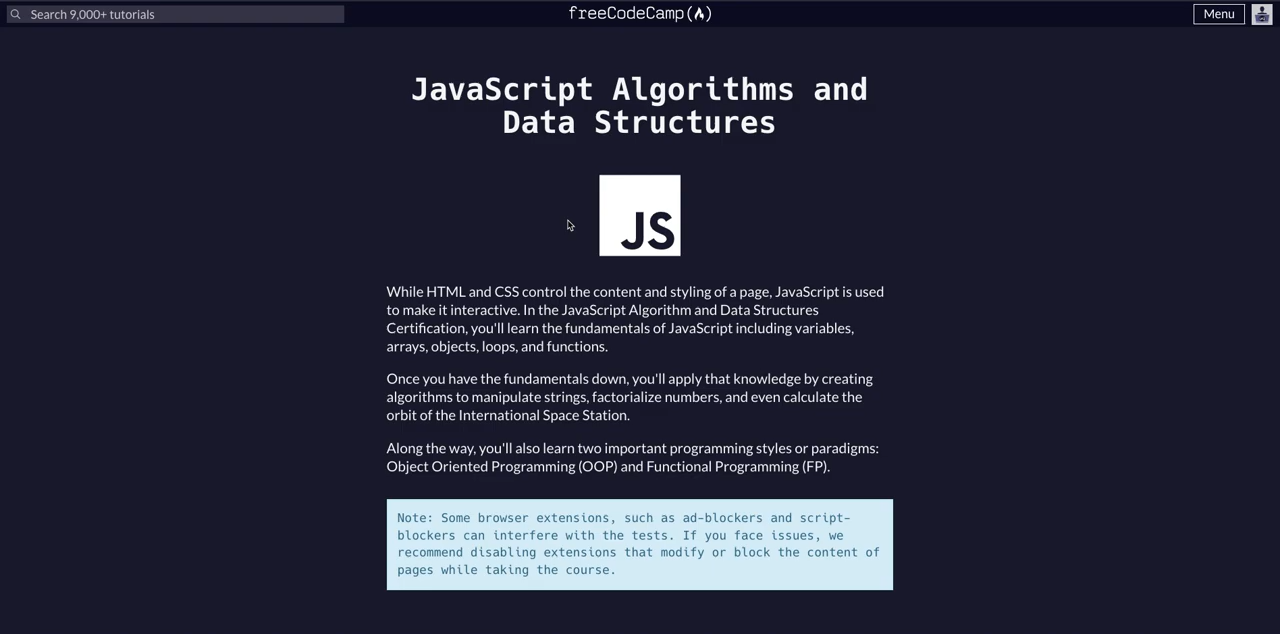 Search 9,000+ tutorials
freeCodeCamp(🔥)
Menu
JavaScript Algorithms and
Data Structures
JS
While HTML and CSS control the content and styling of a page, JavaScript is used
to make it interactive. In the JavaScript Algorithm and Data Structures
Certification, you'll learn the fundamentals of JavaScript including variables,
arrays, objects, loops, and functions.
Once you have the fundamentals down, you'll apply that knowledge by creating
algorithms to manipulate strings, factorialize numbers, and even calculate the
orbit of the International Space Station.
Along the way, you'll also learn two important programming styles or paradigms:
Object Oriented Programming (OOP) and Functional Programming (FP).
Note: Some browser extensions, such as ad-blockers and script-
blockers can interfere with the tests. If you face issues, we
recommend disabling extensions that modify or block the content of
pages while taking the course.